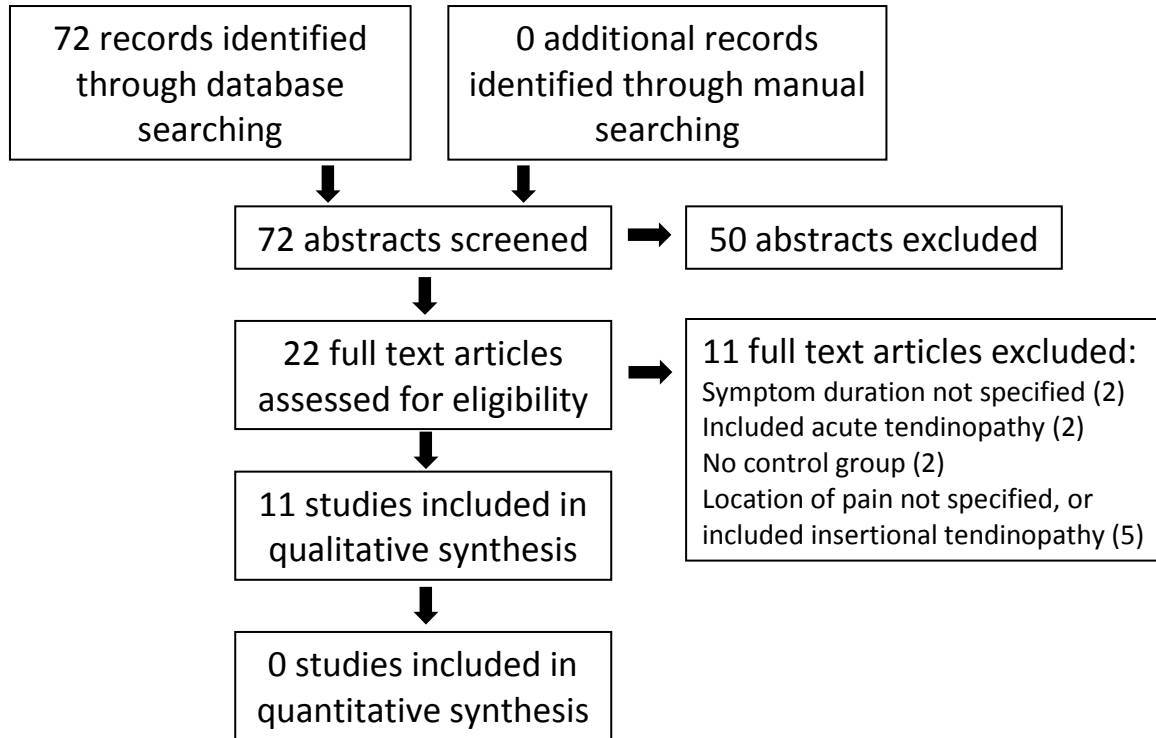 72 records identified
through database
searching
0 additional records
identified through manual
searching
72 abstracts screened
50 abstracts excluded
22 full text articles
assessed for eligibility
11 full text articles excluded:
Symptom duration not specified (2)
Included acute tendinopathy (2)
No control group (2)
Location of pain not specified, or
included insertional tendinopathy (5)
11 studies included in
qualitative synthesis
0 studies included in
quantitative synthesis